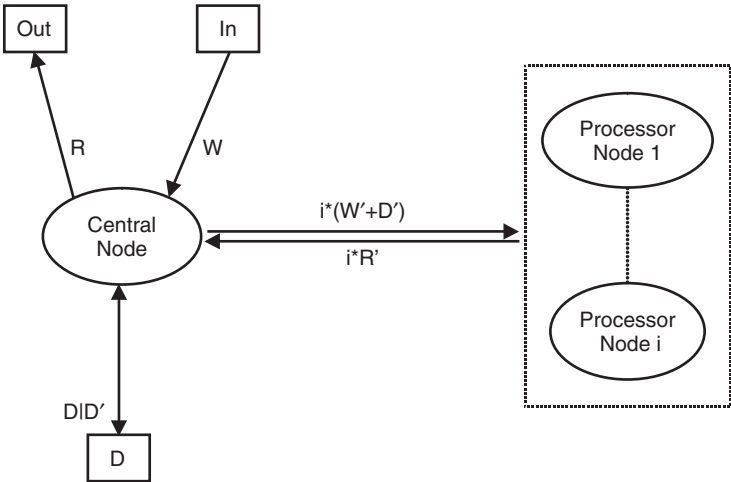 Out
In
R
W
Processor
Node 1
Central
Node
i*(W′+D′)
i*R'
Processor
Node i
D|D′
D